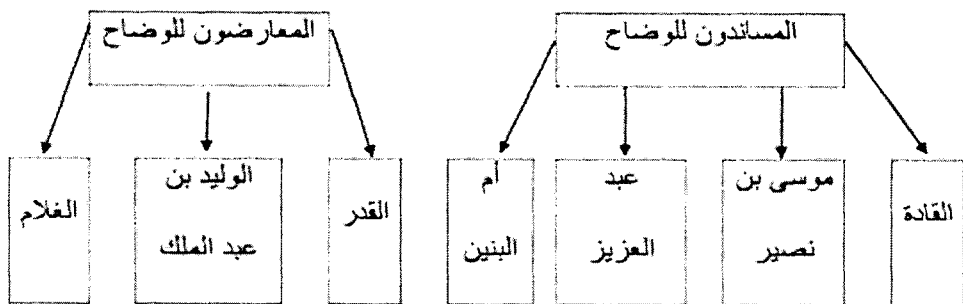 المساندون للوضاح
المعارضون للوضاح
القادة
موسى بن
نصير
عبد
العزيز
أم
البنين
القدر
الوليد بن
عبد الملك
الغلام